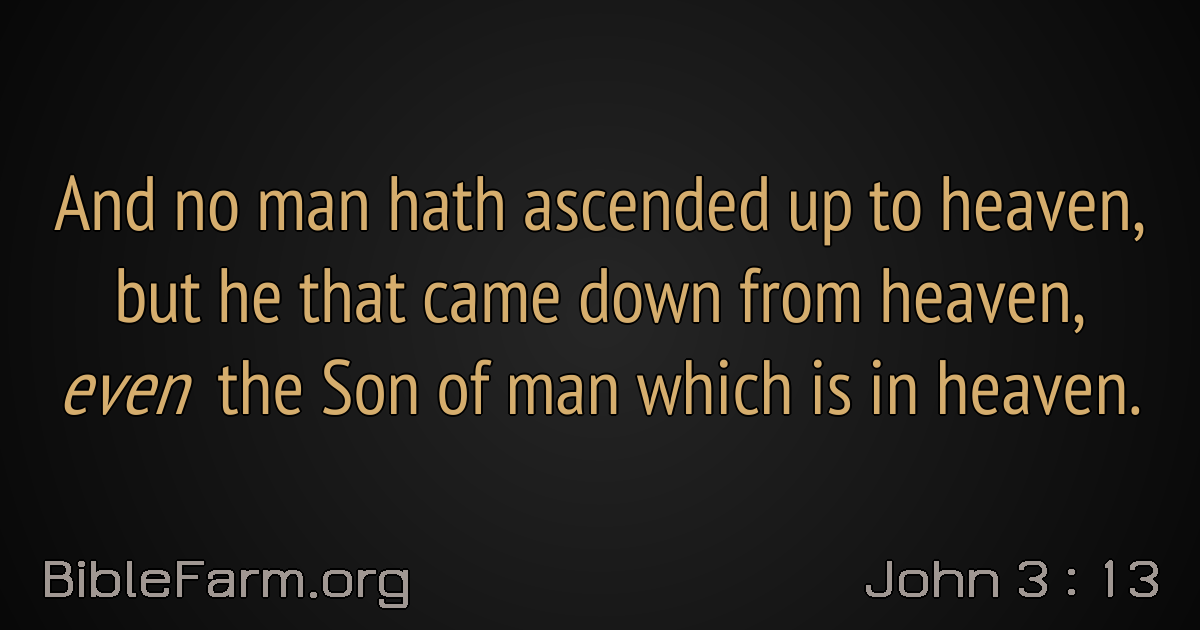 And no man hath ascended up to heaven,
but he that came down from heaven,
even the Son of man which is in heaven.
BibleFarm.org
John 3 : 13